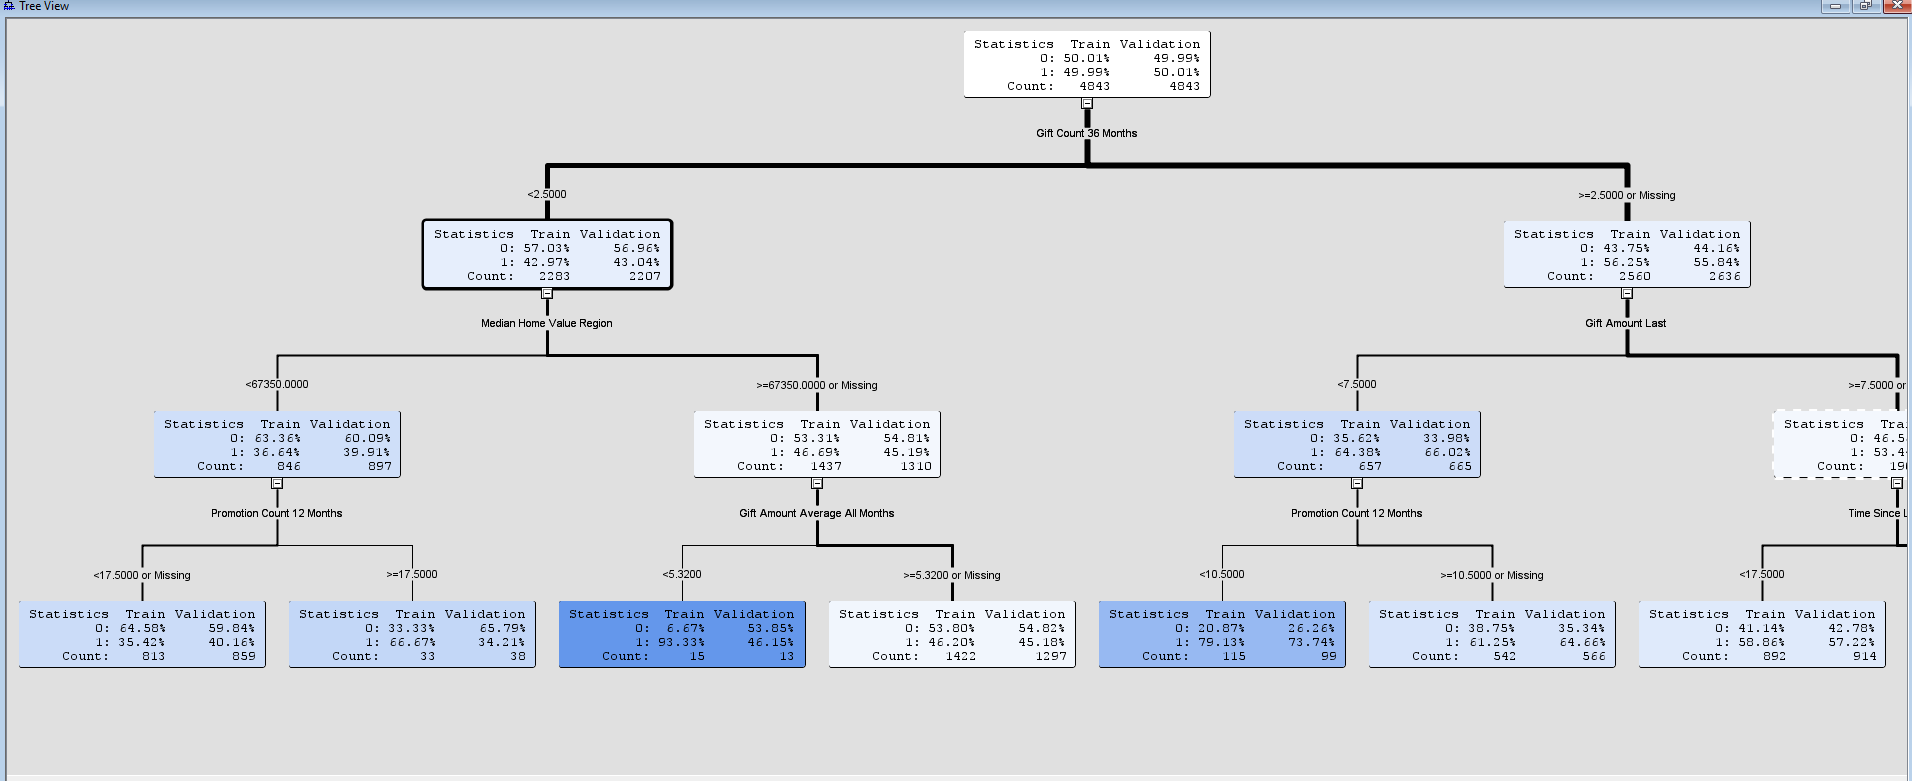 Tree View
Statistics Train Validation
0: 50.01% 49.99%
1: 49.99% 50.01%
Count: 4843 4843
Gift Count 36 Months
<2.5000
>=2.5000 or Missing
Statistics Train Validation
0: 57.03% 56.96%
1: 42.97% 43.04%
Count: 2283 2207
Statistics Train Validation
0: 43.75% 44.16%
1: 56.25% 55.84%
Count: 2560 2636
Median Home Value Region
Gift Amount Last
<67350.0000
>=67350.0000 or Missing
<7.5000
>=7.5000 or
Statistics Train Validation
0: 63.36% 60.09%
1: 36.64% 39.91%
Count: 846 897
Statistics Train Validation
0: 53.31% 54.81%
1: 46.69% 45.19%
Count: 1437 1310
Statistics Train Validation
0: 35.62% 33.98%
1: 64.38% 66.02%
Count: 657 665
Statistics
0: 46.5
1: 53.4
Count: 19
Promotion Count 12 Months
Gift Amount Average All Months
Promotion Count 12 Months
Time Since
<17.5000 or Missing
>=17.5000
<5.3200
>=5.3200 or Missing
<10.5000
>=10.5000 or Missing
<17.5000
Statistics Train Validation
0: 64.58% 59.84%
1: 35.42% 40.16%
Count: 813 859
Statistics Train Validation
0: 33.33% 65.79%
1: 66.67% 34.21%
Count: 33 38
Statistics Train Validation
0: 6.67% 53.85%
1: 93.33% 46.15%
Count: 15 13
Statistics Train Validation
0: 53.80% 54.82%
1: 46.20% 45.18%
Count: 1422 1297
Statistics Train Validation
0: 20.87% 26.26%
1: 79.13% 73.74%
Count: 115 99
Statistics Train Validation
0: 38.75% 35.34%
1: 61.25% 64.66%
Count: 542 566
Statistics Train Validation
0: 41.14% 42.78%
1: 58.86% 57.22%
Count: 892 914